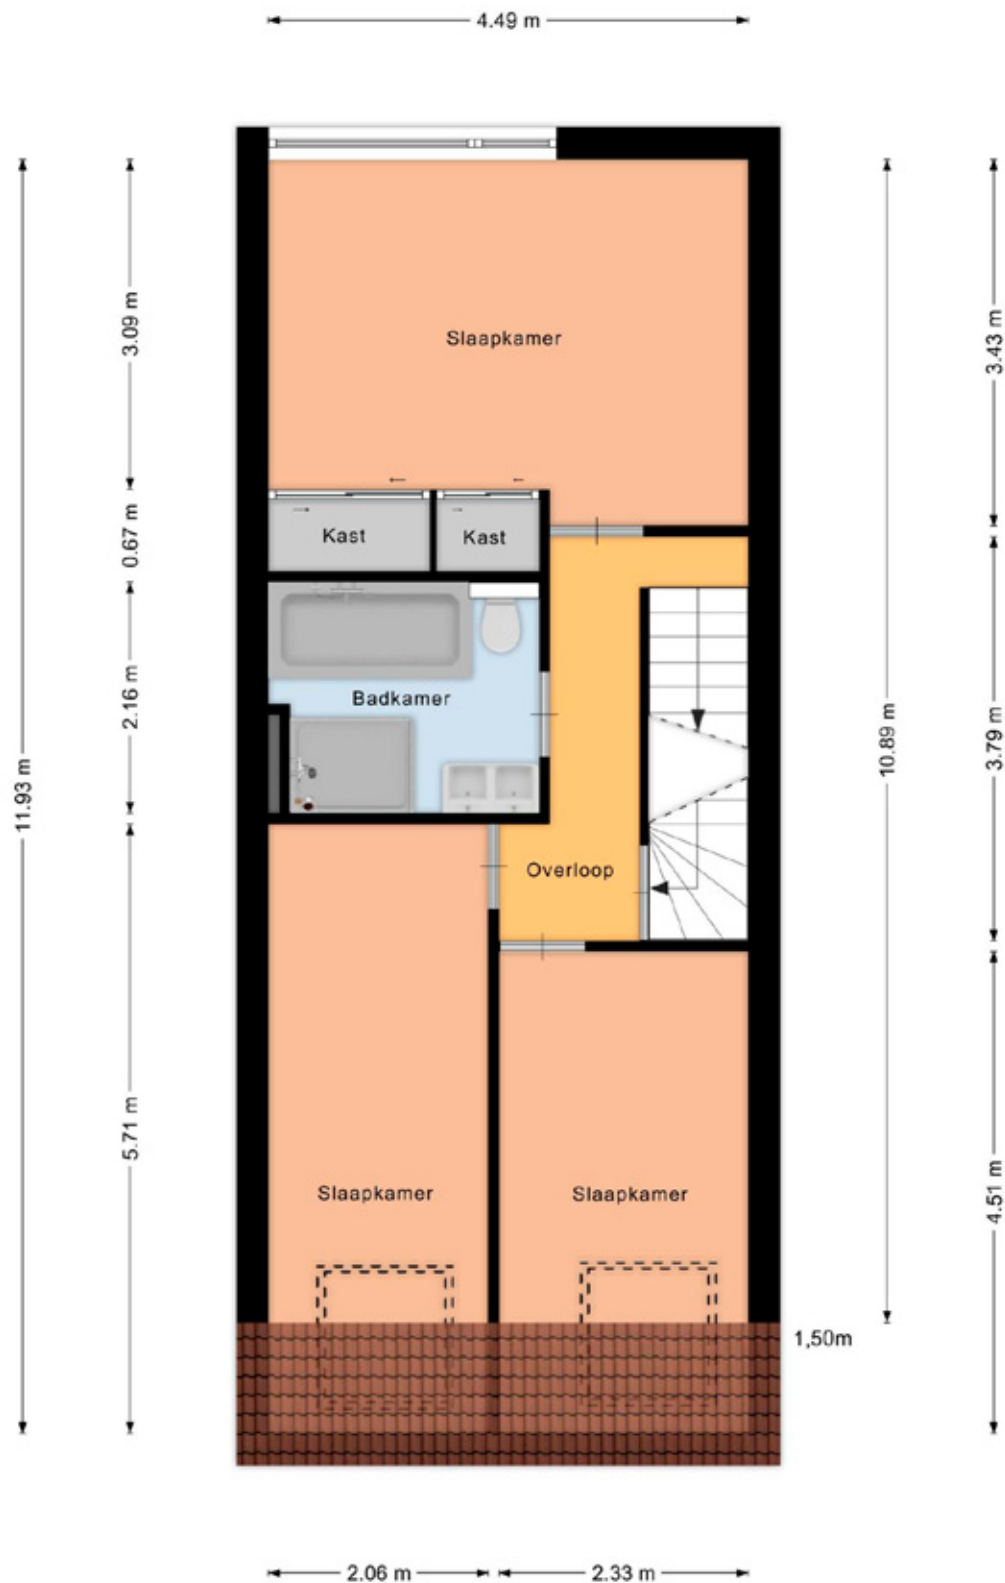 4.49 m
3.09 m
3.43 m
Slaapkamer
0.67 m
Kast
Kast
2.16 m
Badkamer
10.89 m
3.79 m
11.93 m
Overloop
5.71 m
4.51 m
Slaapkamer
Slaapkamer
1,50m
2.06 m
2.33 m